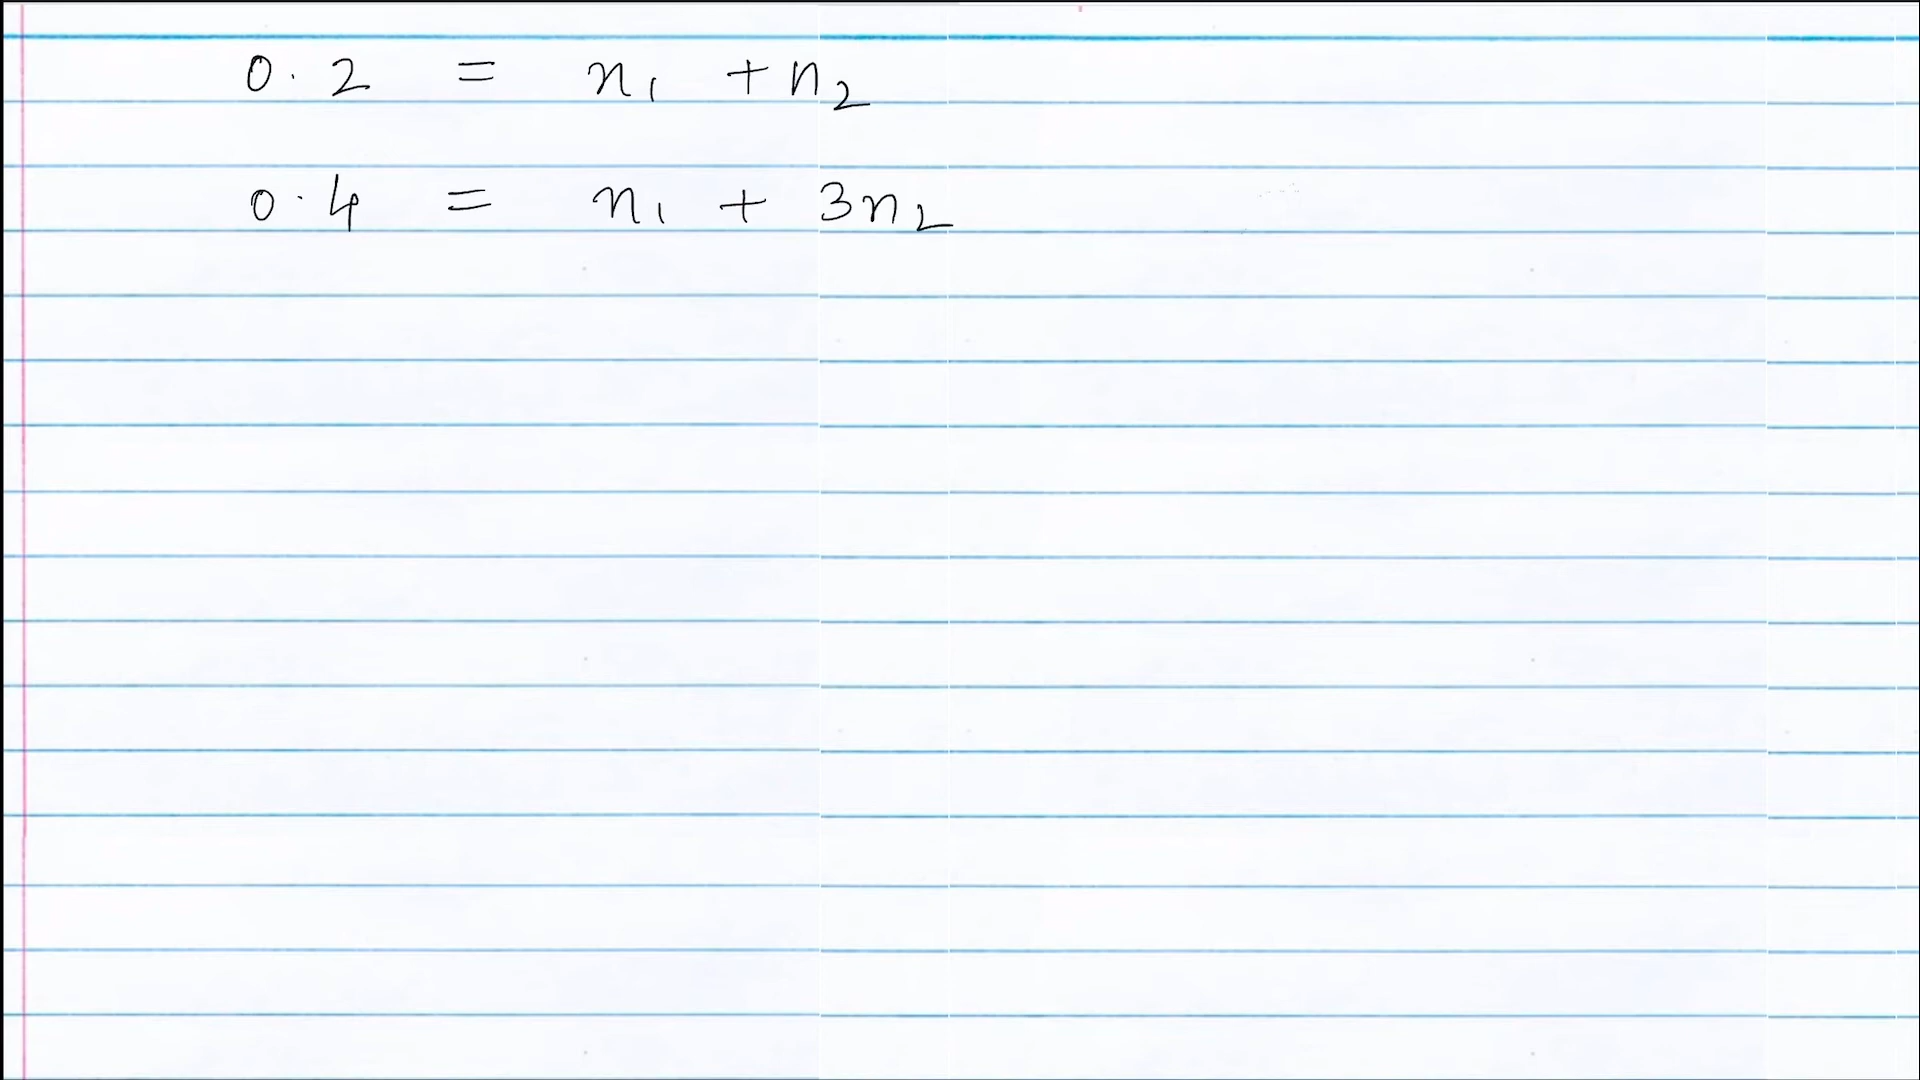 0.2 = n₁ + n₂
0.4 = n₁ + 3n₂